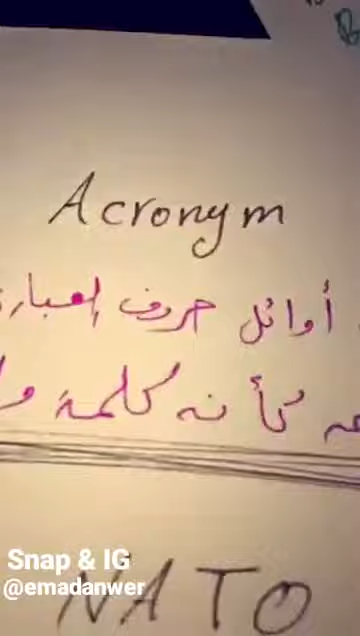 Acronym
أوائل حروف العبار
كأنه كلمة
Snap & IG
@emadanwer
NATO